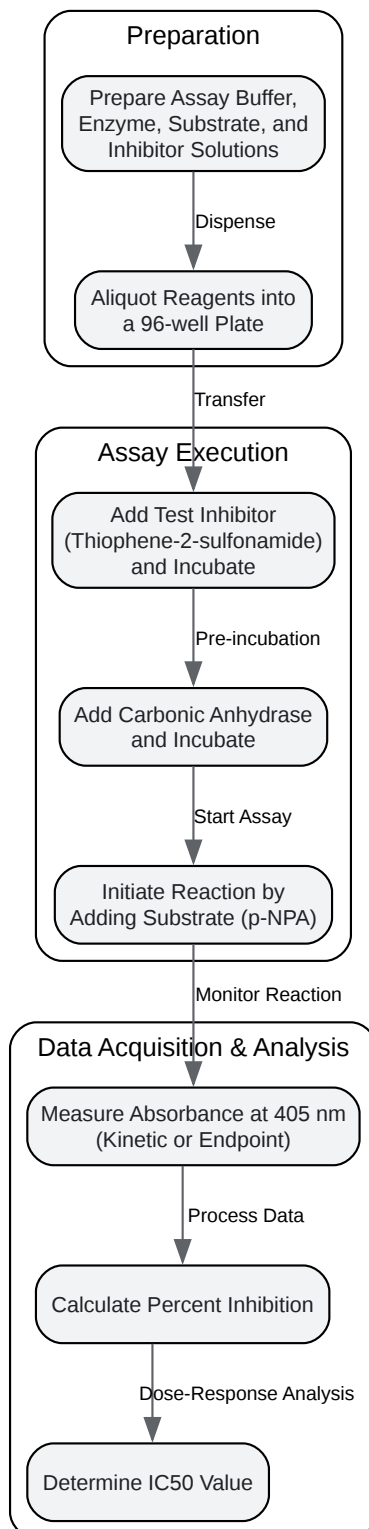 Preparation
Prepare Assay Buffer,
Enzyme, Substrate, and
Inhibitor Solutions
Dispense
Aliquot Reagents into
a 96-well Plate
Transfer
Assay Execution
Add Test Inhibitor
(Thiophene-2-sulfonamide)
and Incubate
Pre-incubation
Add Carbonic Anhydrase
and Incubate
Start Assay
Initiate Reaction by
Adding Substrate (p-NPA)
Monitor Reaction
Data Acquisition & Analysis
Measure Absorbance at 405 nm
(Kinetic or Endpoint)
Process Data
Calculate Percent Inhibition
Dose-Response Analysis
Determine IC50 Value